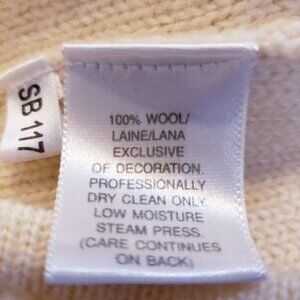 SB 117
100% WOOL/
LAINE/LANA
EXCLUSIVE
OF DECORATION.
PROFESSIONALLY
DRY CLEAN ONLY.
LOW MOISTURE
STEAM PRESS.
(CARE CONTINUES
ON BACK)